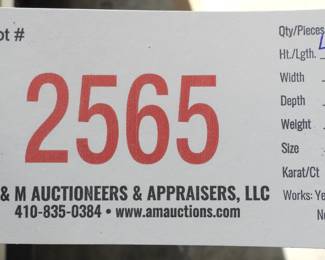 ot #
2565
& M AUCTIONEERS & APPRAISERS, LLC
410-835-0384 • www.amauctions.com
Qty/Pieces
Ht./Lgth.
Width
Depth
Weight
Size
Karat/Ct
Works: Ye